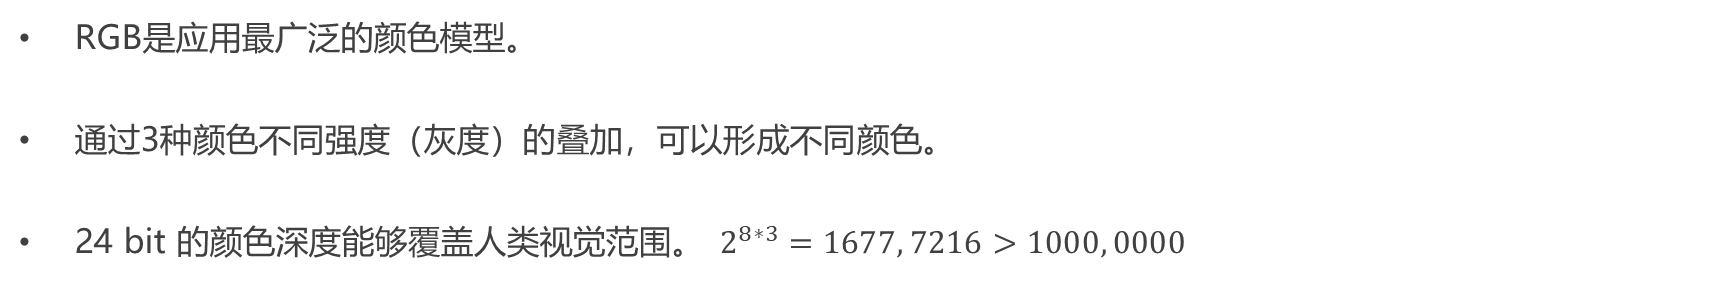 • RGB是应用最广泛的颜色模型。
• 通过3种颜色不同强度（灰度）的叠加，可以形成不同颜色。
• 24 bit 的颜色深度能够覆盖人类视觉范围。 2^{8*3} = 1677,7216 > 1000,0000